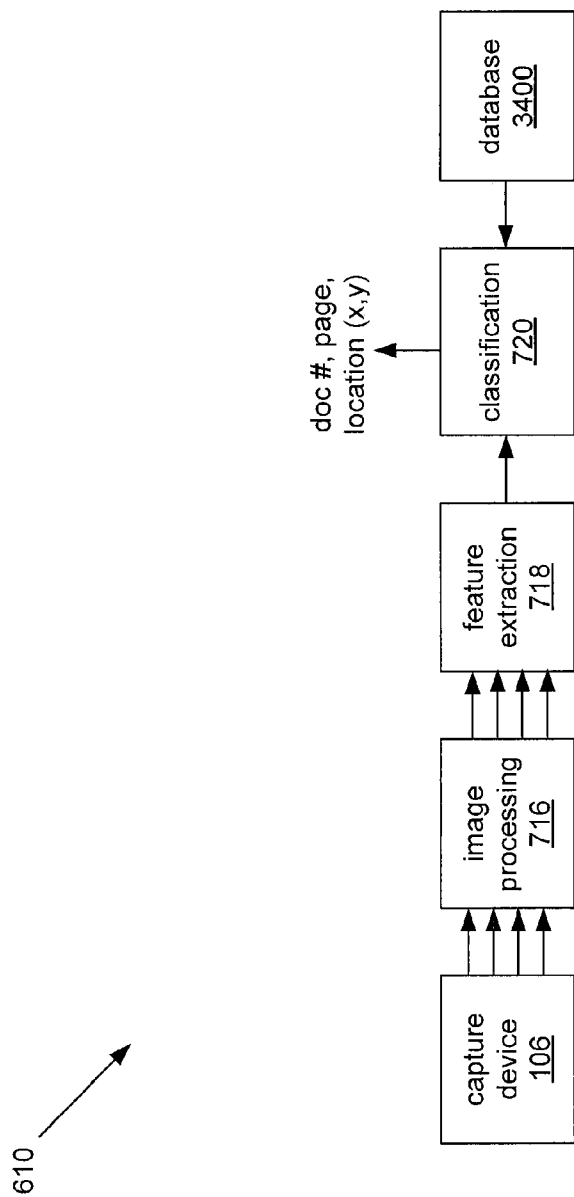 610
capture
device
106
image
processing
716
feature
extraction
718
doc #, page,
location (x,y)
classification
720
database
3400